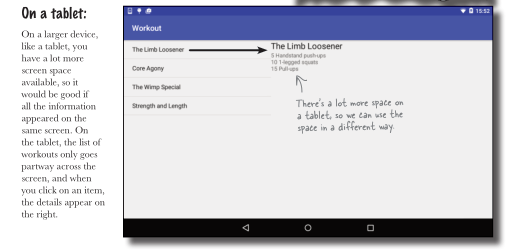 On a tablet:
On a larger device,
like a tablet, you
have a lot more
screen space
available, so it
would be good if
all the information
appeared on the
same screen. On
the tablet, the list of
workouts only goes
partway across the
screen, and when
you click on an item,
the details appear on
the right.
15:52
Workout
The Limb Loosener
Core Agony
The Wimp Special
Strength and Length
The Limb Loosener
5 Handstand push-ups
10 1-legged squats
15 Pull-ups
There's a lot more space on
a tablet, so we can use the
space in a different way.